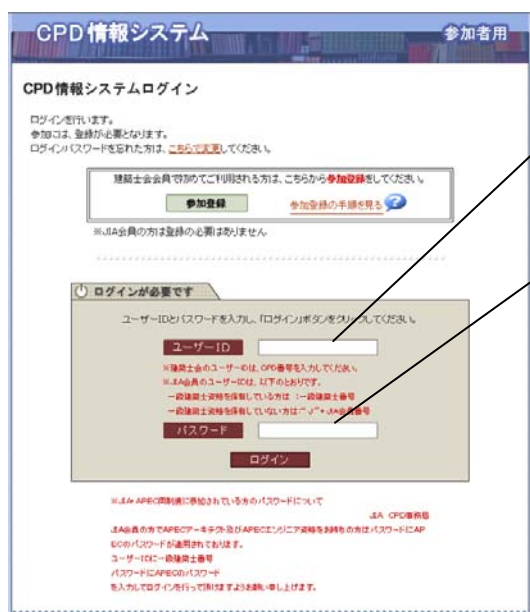 CPD情報システム
参加者用
CPD情報システムログイン
ログインを行います。
参加には、登録が必要となります。
ログインパスワードを忘れた方は、こちらで変更してください。
建築士会会員で初めてご利用される方は、こちらから参加登録をしてください。
参加登録
参加登録の手順を見る
※JIA会員の方は登録の必要はありません
ログインが必要です
ユーザーIDとパスワードを入力し、「ログイン」ボタンをクリックしてください。
ユーザーID
※建築士会のユーザーIDは、CPD番号を入力してください。
※JIA会員のユーザーIDは、以下のとおりです。
一級建築士資格を保有している方は :一級建築士番号
一級建築士資格を保有していない方は:"J"+JIA会員番号
パスワード
ログイン
※JIA・APEC両制度に参加されている方のパスワードについて
JIA CPD事務局
JIA会員の方でAPECアーキテクト及びAPECエンジニア資格をお持ちの方はパスワードにAP
ECのパスワードが適用されております。
ユーザーIDに一級建築士番号
パスワードにAPECのパスワード
を入力してログインを行って頂けますようお願い申し上げます。